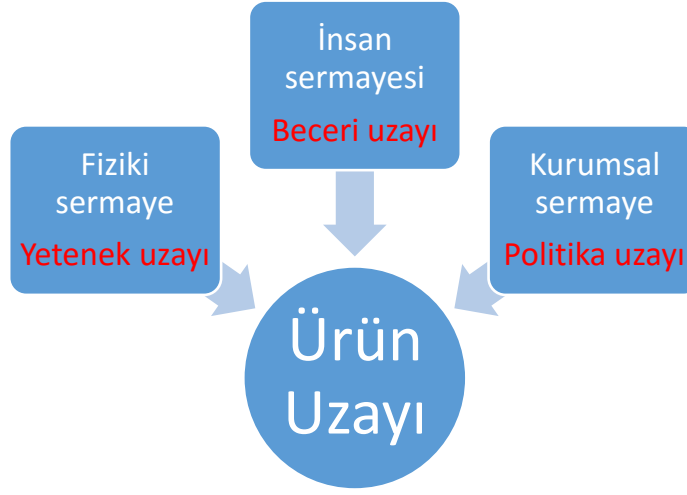 İnsan
sermayesi
Beceri uzayı
Fiziki
sermaye
Yetenek uzayı
Kurumsal
sermaye
Politika uzayı
Ürün
Uzayı